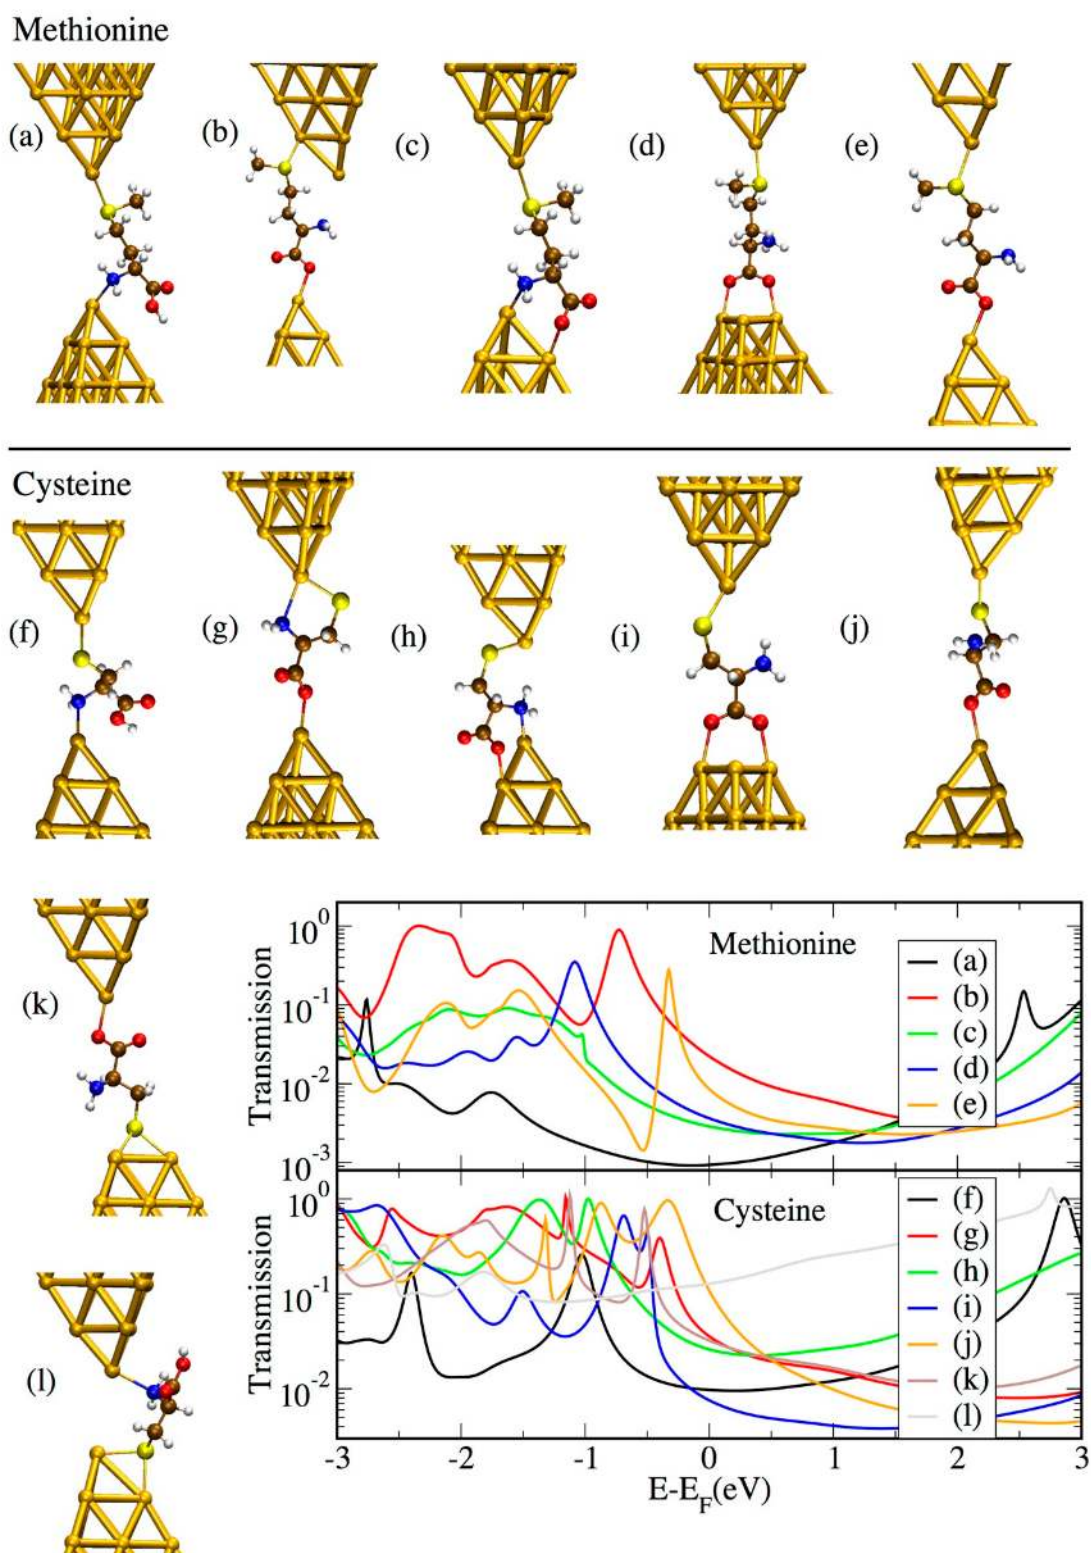 Methionine
(a)
(b)
(c)
(d)
(e)
Cysteine
(f)
(g)
(h)
(i)
(j)
(k)
(l)
Transmission
10^0
10^-1
10^-2
10^-3
Methionine
(a)
(b)
(c)
(d)
(e)
Transmission
10^0
10^-1
10^-2
Cysteine
(f)
(g)
(h)
(i)
(j)
(k)
(l)
-3 -2 -1 0 1 2 3
E-E_F(eV)